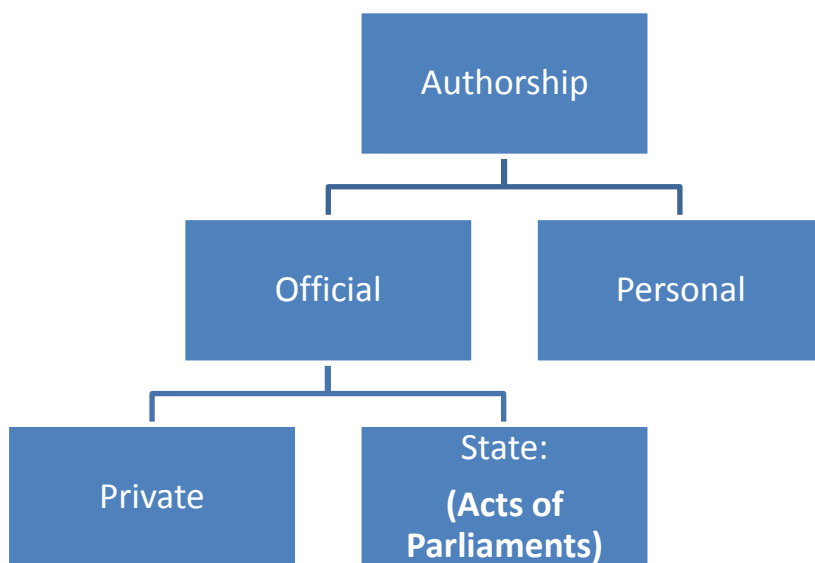 Authorship
Official
Personal
Private
State:
(Acts of
Parliaments)